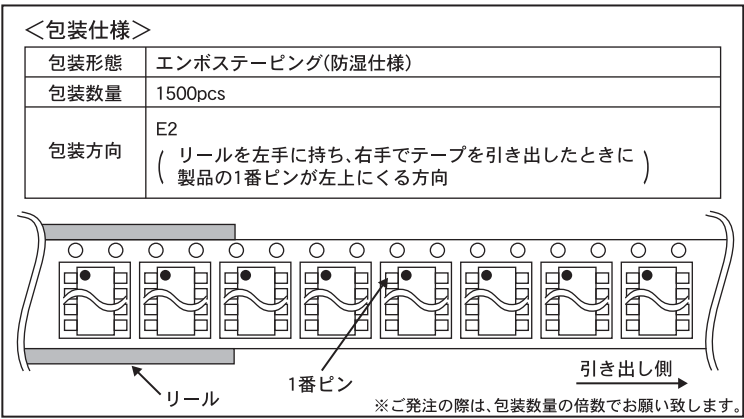 ＜包装仕様＞
包装形態 エンボステーピング(防湿仕様)
包装数量 1500pcs
包装方向 E2
(リールを左手に持ち、右手でテープを引き出したときに
製品の1番ピンが左上にくる方向)
リール
1番ピン
引き出し側
※ご発注の際は、包装数量の倍数でお願い致します。